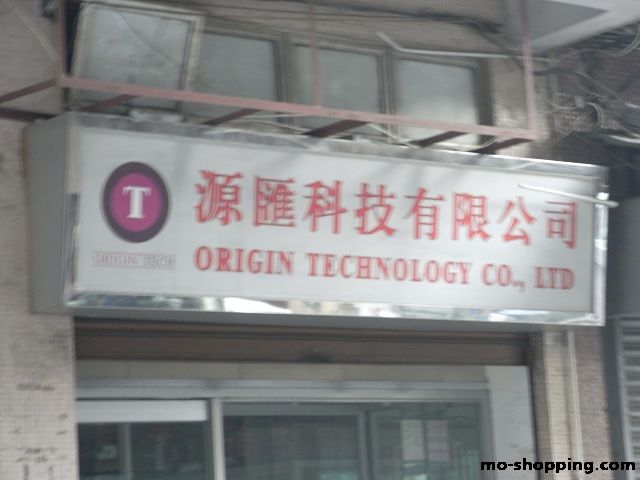 T
源匯科技有限公司
ORIGIN TECHNOLOGY CO., LTD
mo-shopping.com